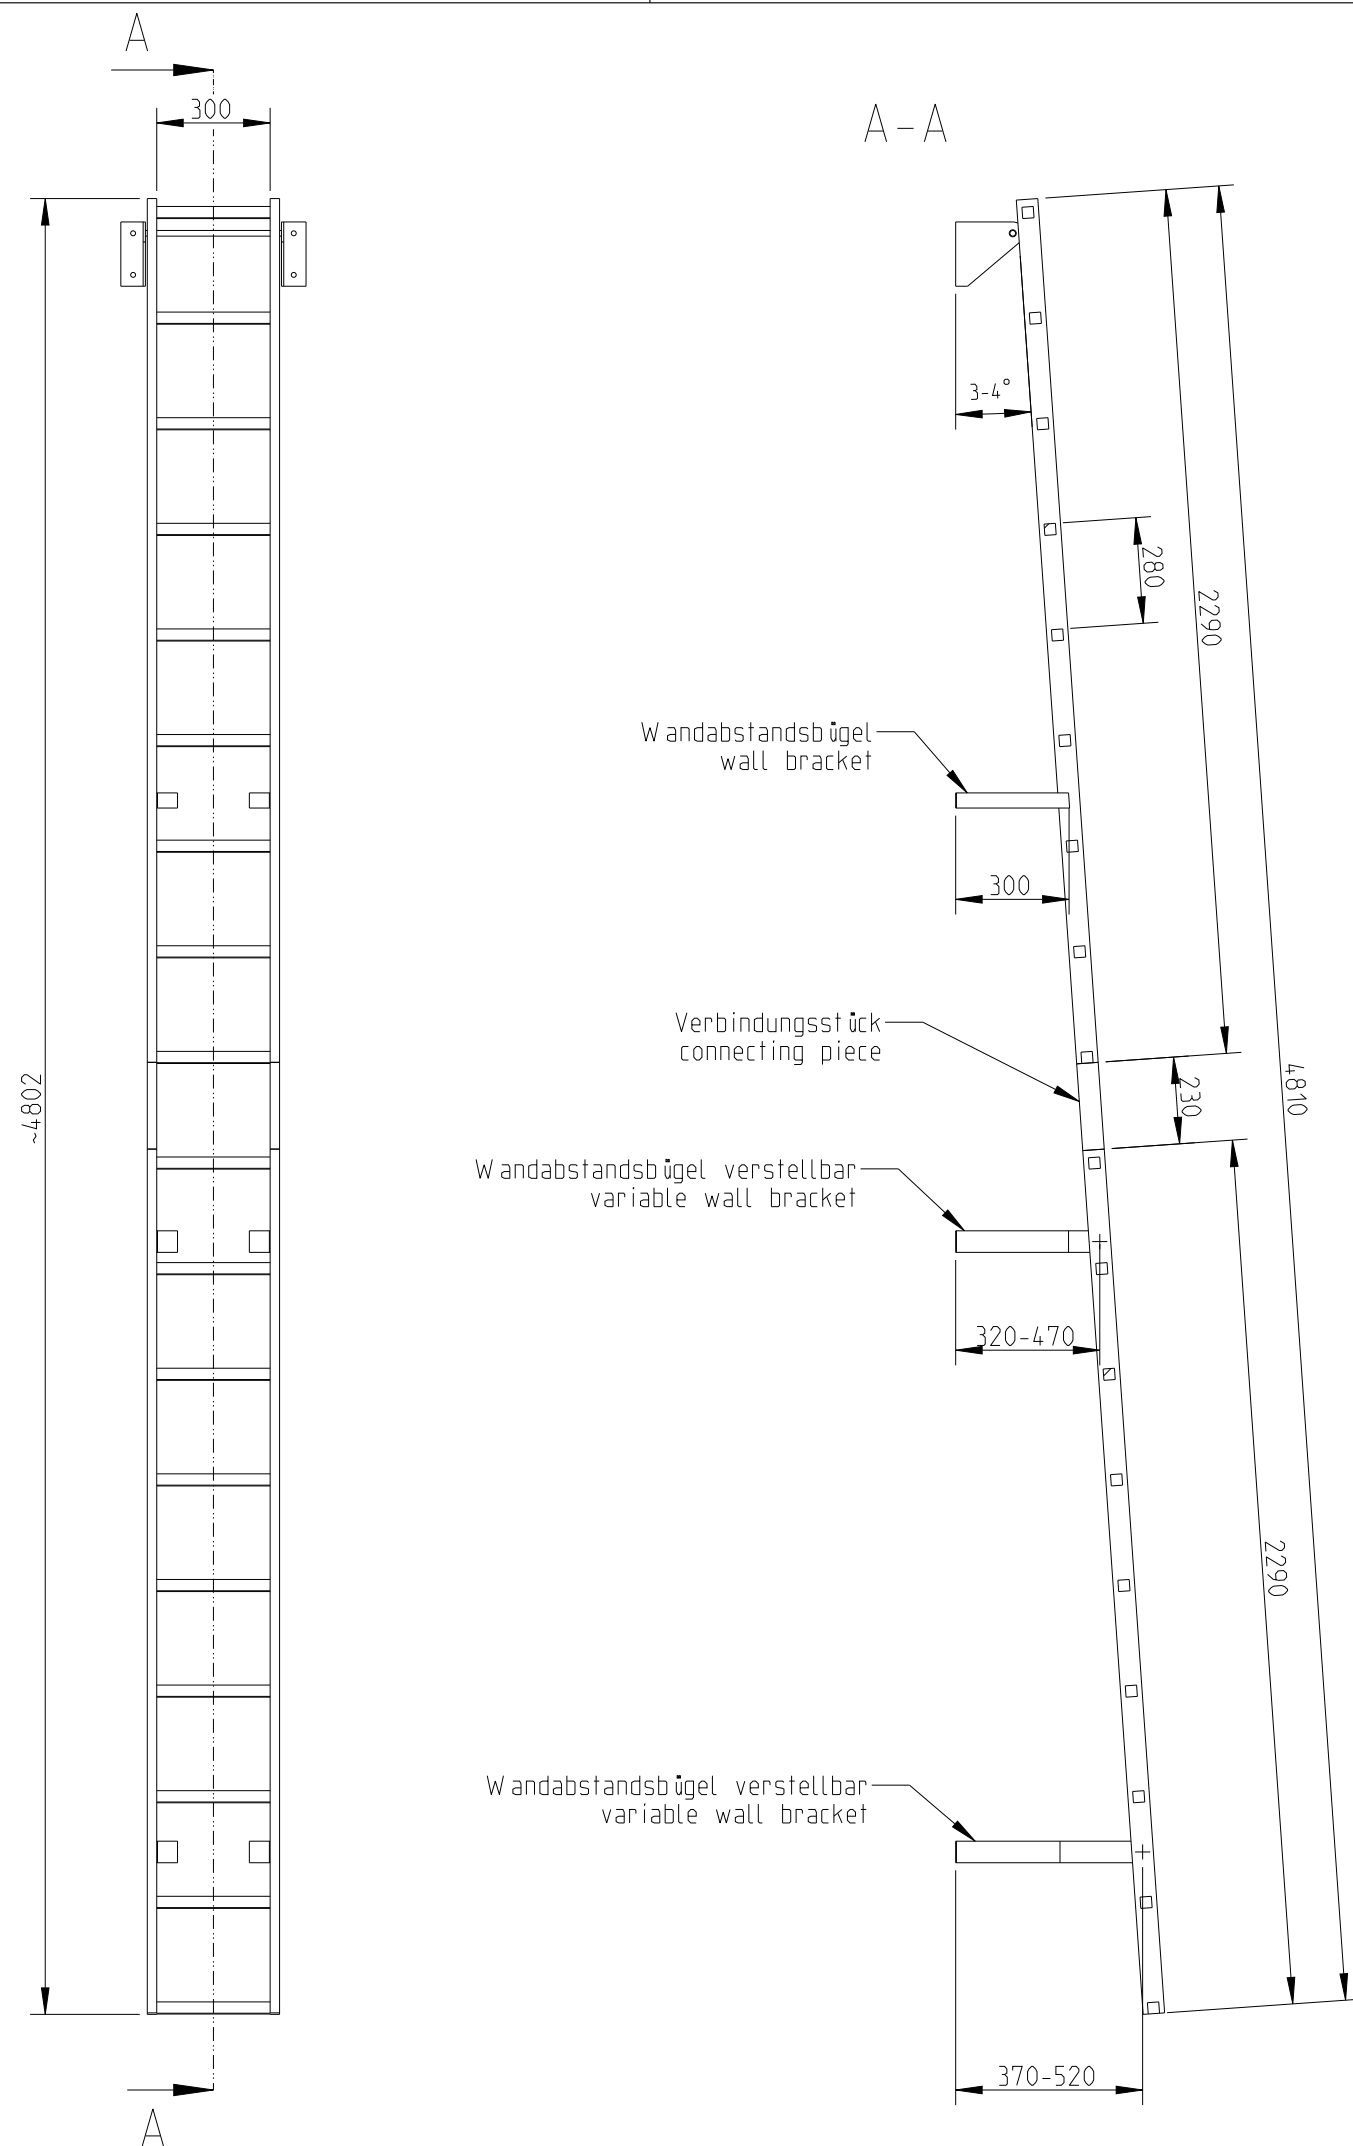 A
300
A-A
3-4°
280
2290
Wandabstandsbügel
wall bracket
300
Verbindungsstück
connecting piece
230
4810
~4802
Wandabstandsbügel verstellbar
variable wall bracket
320-470
2290
Wandabstandsbügel verstellbar
variable wall bracket
370-520
A